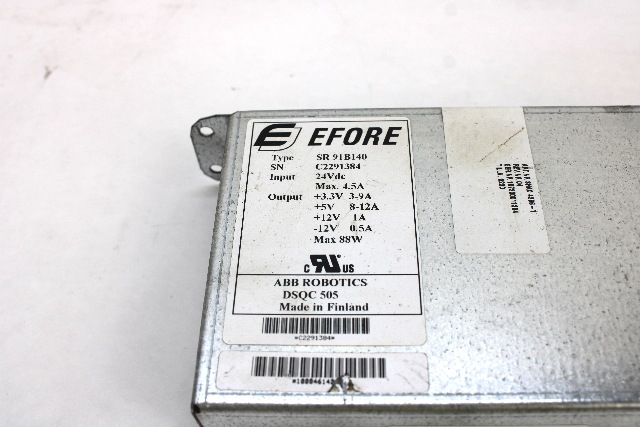 EFORE
Type SR 91B140
SN C2291384
Input 24Vdc
Max. 4.5A
Output +3.3V 3-9A
+5V 8-12A
+12V 1A
-12V 0.5A
Max 88W
C RU US
ABB ROBOTICS
DSQC 505
Made in Finland
*C2291384*